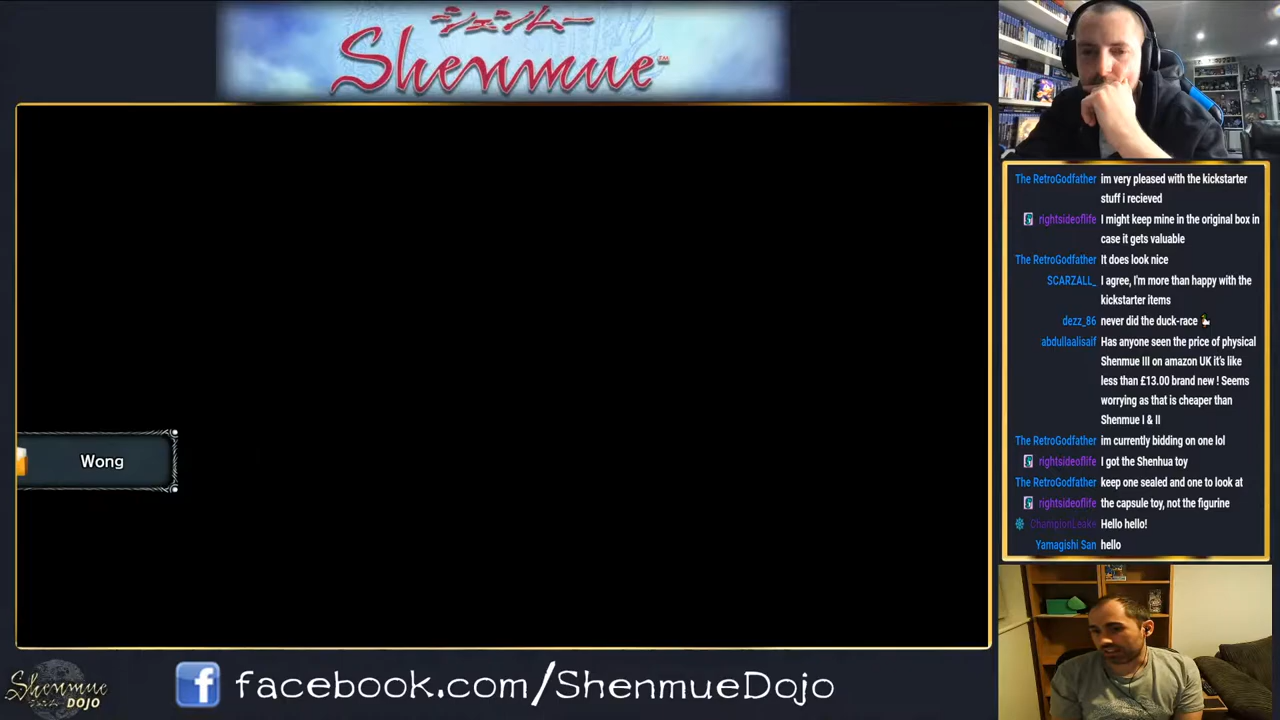 シェンムー
Shenmue™
The RetroGodfather im very pleased with the kickstarter
stuff i recieved
rightsideoflife I might keep mine in the original box in
case it gets valuable
The RetroGodfather It does look nice
SCARZALL_ I agree, I'm more than happy with the
kickstarter items
dezz_86 never did the duck-race
abdullaalisaif Has anyone seen the price of physical
Shenmue III on amazon UK it's like
less than £13.00 brand new ! Seems
worrying as that is cheaper than
Shenmue I & II
The RetroGodfather im currently bidding on one lol
rightsideoflife I got the Shenhua toy
The RetroGodfather keep one sealed and one to look at
rightsideoflife the capsule toy, not the figurine
ChampionLeake Hello hello!
Yamagishi San hello
Wong
Shenmue
DOJO
f facebook.com/ShenmueDojo